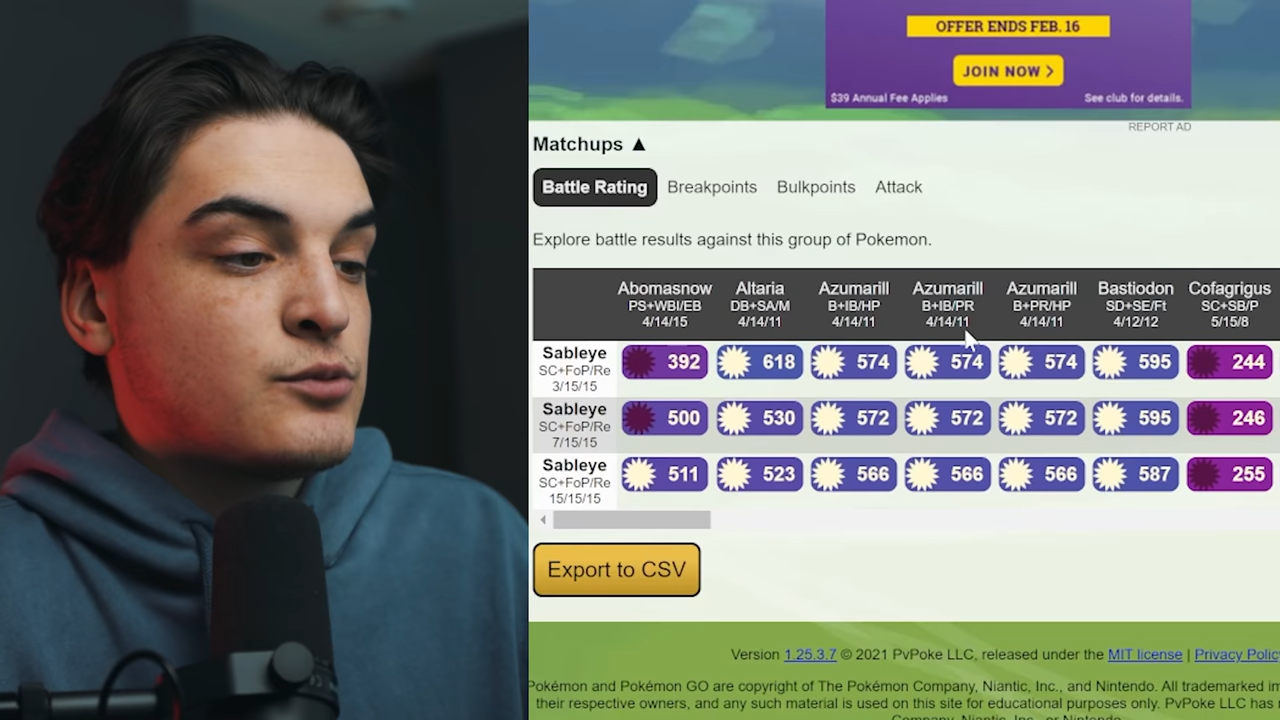 OFFER ENDS FEB. 16
JOIN NOW >
$39 Annual Fee Applies
See club for details.
REPORT AD
Matchups ▲
Battle Rating Breakpoints Bulkpoints Attack
Explore battle results against this group of Pokemon.
Abomasnow Altaria Azumarill Azumarill Azumarill Bastiodon Cofagrigus
PS+WBI/EB DB+SA/M B+IB/HP B+IB/PR B+PR/HP SD+SE/Ft SC+SB/P
4/14/15 4/14/11 4/14/11 4/14/11 4/14/11 4/12/12 5/15/8
Sableye
SC+FoP/Re
3/15/15
392 618 574 574 574 595 244
Sableye
SC+FoP/Re
7/15/15
500 530 572 572 572 595 246
Sableye
SC+FoP/Re
15/15/15
511 523 566 566 566 587 255
Export to CSV
Version 1.25.3.7 © 2021 PvPoke LLC, released under the MIT license | Privacy Polic
Pokémon and Pokémon GO are copyright of The Pokémon Company, Niantic, Inc., and Nintendo. All trademarked im
their respective owners, and any such material is used on this site for educational purposes only. PvPoke LLC has
Company, Niantic, Inc., or Nintendo.